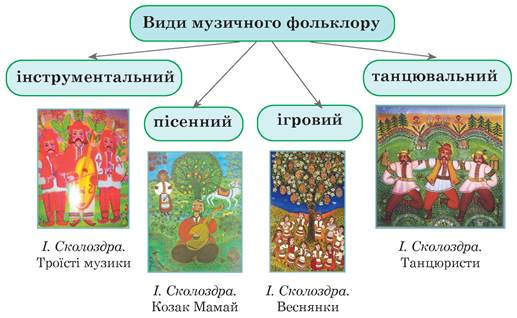 Види музичного фольклору
інструментальний
танцювальний
пісенний
ігровий
І. Сколоздра.
Троїсті музики
І. Сколоздра.
Танцюристи
І. Сколоздра.
Козак Мамай
І. Сколоздра.
Веснянки